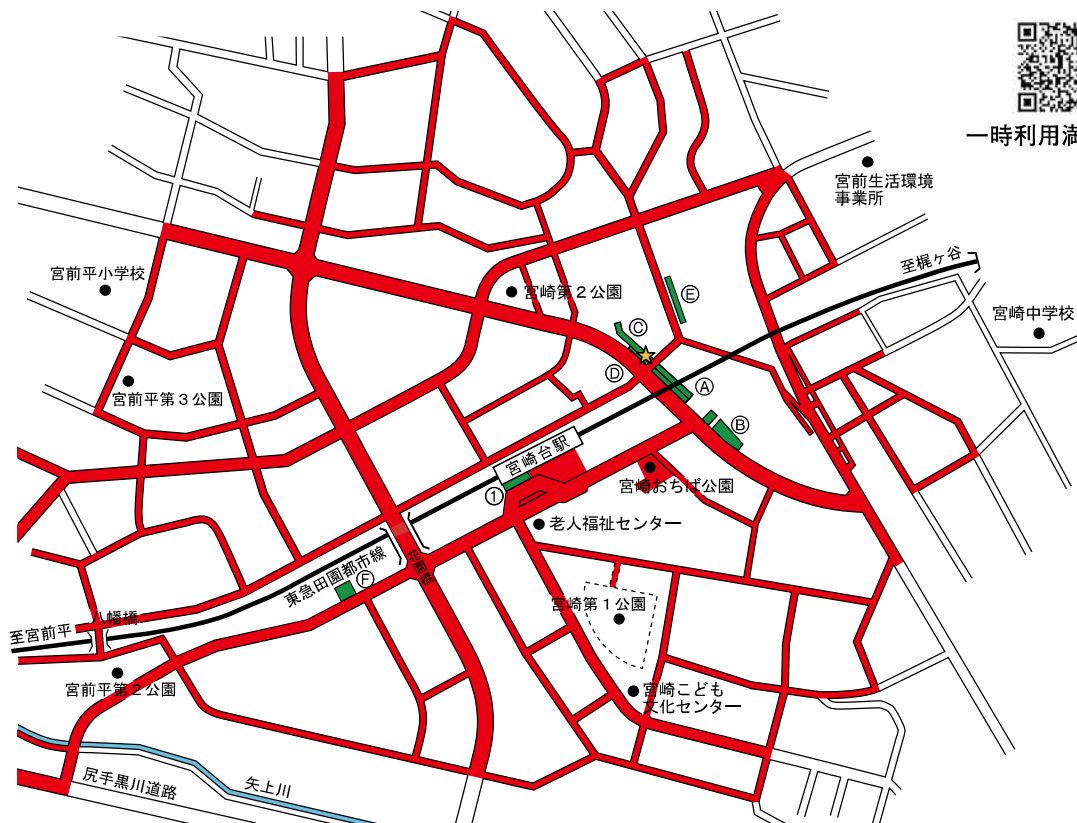 一時利用満
宮前生活環境
事業所
至梶ヶ谷
宮前平小学校
宮崎第2公園
Ⓔ
宮崎中学校
Ⓒ
Ⓓ
Ⓐ
宮前平第3公園
Ⓑ
宮崎台駅
宮崎おちば公園
①
老人福祉センター
花園橋
東急田園都市線
Ⓕ
宮崎第1公園
八幡橋
至宮前平
宮前平第2公園
宮崎こども
文化センター
尻手黒川道路
矢上川